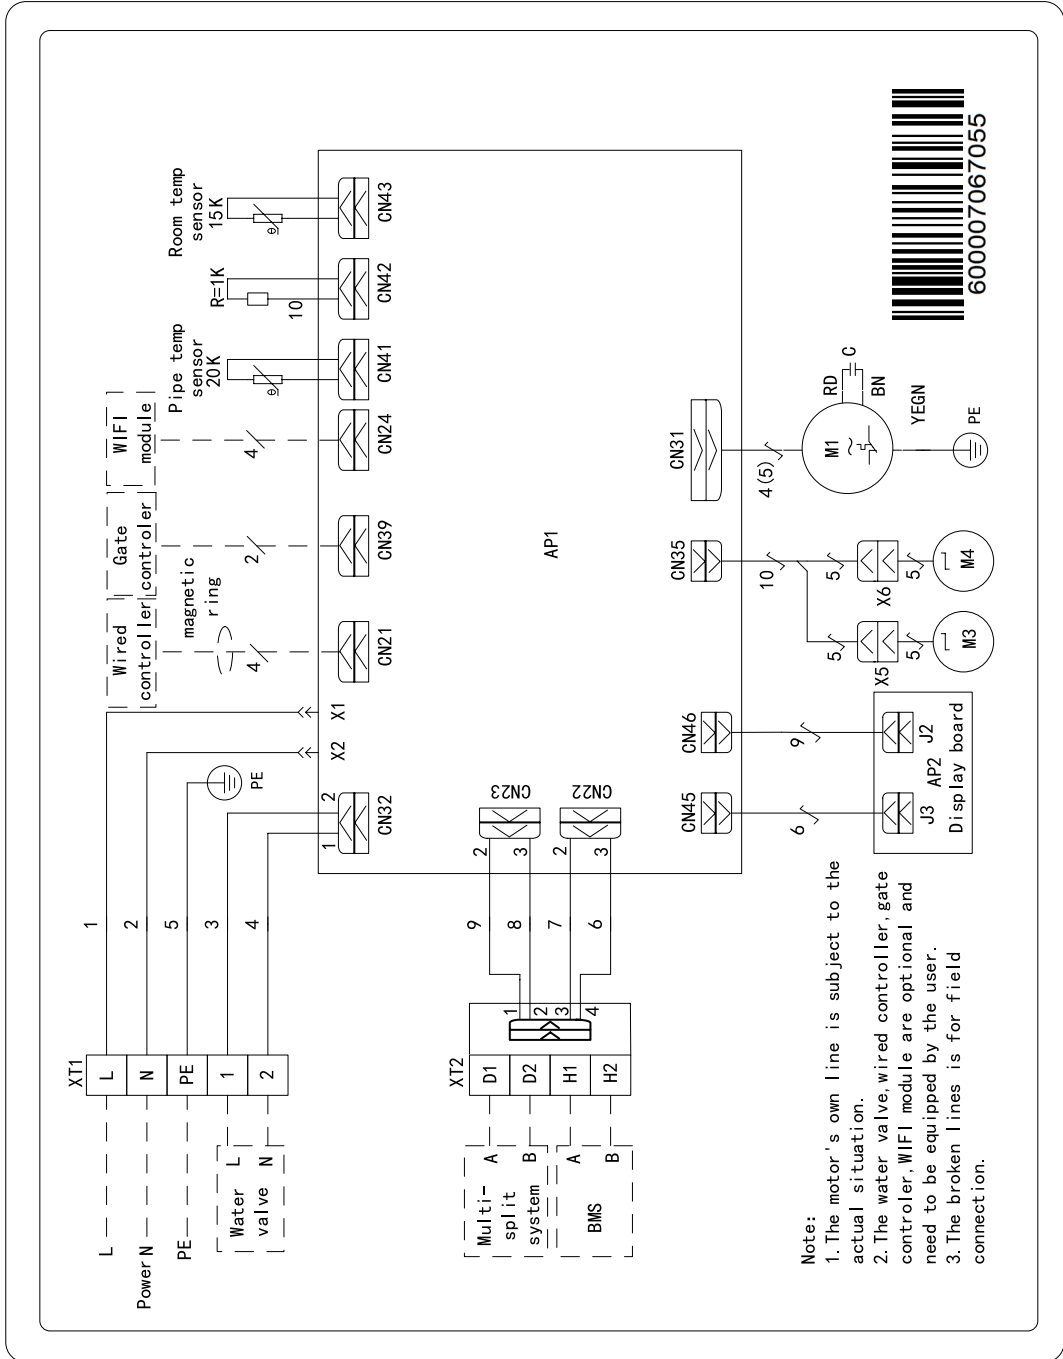 XT1
L
N
PE
1
2
L
Power N
PE
Water
valve
L
N
1
2
5
3
4
X1
X2
PE
1 2
CN32
Wired
controller
magnetic
ring
4
CN21
Gate
controler
2
CN39
WIFI
module
4
CN24
Pipe temp
sensor
20K
θ
CN41
R=1K
10
CN42
Room temp
sensor
15K
θ
CN43
XT2
D1
D2
H1
H2
Multi-
split
system
A
B
BMS
A
B
1
2
3
4
9
8
7
6
2
3
CN23
2
3
CN22
AP1
CN45
6
J3
CN46
9
J2
AP2
Display board
CN35
10
5
X5
5
M3
5
X6
5
M4
CN31
4(5)
M1
~
RD
BN
C
YEGN
PE
Note:
1. The motor's own line is subject to the
actual situation.
2. The water valve, wired controller, gate
controler, WIFI module are optional and
need to be equipped by the user.
3. The broken lines is for field
connection.
600007067055